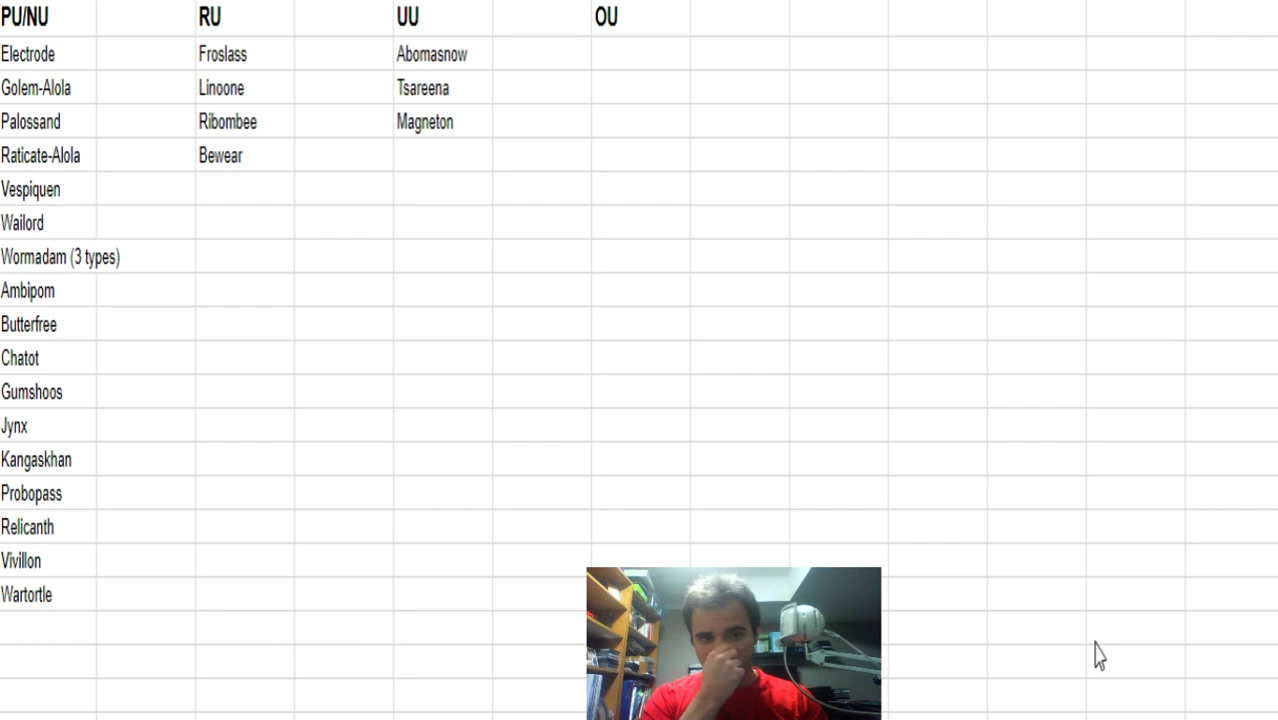 PU/NU RU UU OU
Electrode Froslass Abomasnow
Golem-Alola Linoone Tsareena
Palossand Ribombee Magneton
Raticate-Alola Bewear
Vespiquen
Wailord
Wormadam (3 types)
Ambipom
Butterfree
Chatot
Gumshoos
Jynx
Kangaskhan
Probopass
Relicanth
Vivillon
Wartortle